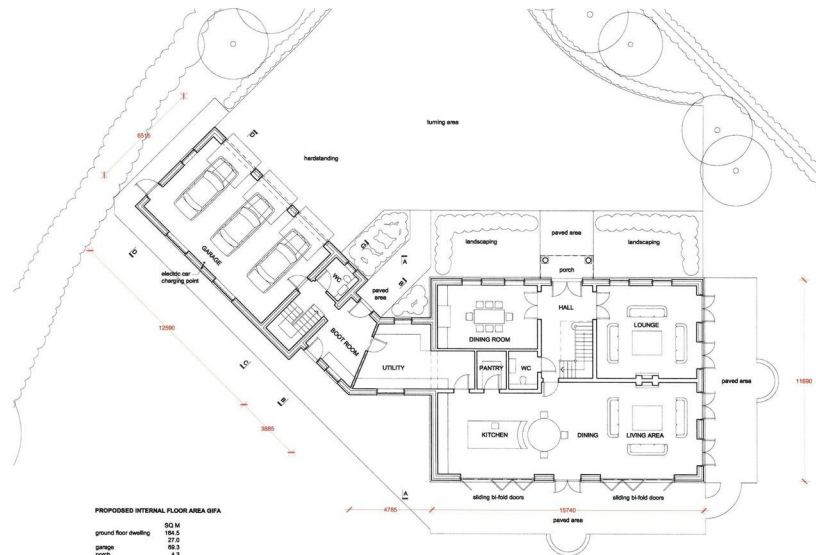 6515
turning area
hardstanding
landscaping
paved area
landscaping
porch
GARAGE
electric car
charging point
WC
paved
area
HALL
LOUNGE
DINING ROOM
BOOT ROOM
UTILITY
PANTRY
WC
12590
11690
paved area
KITCHEN
DINING
LIVING AREA
3885
A
A
sliding bi-fold doors
sliding bi-fold doors
4785
15740
paved area
PROPODSED INTERNAL FLOOR AREA GIFA
SQ M
ground floor dwelling 164.5
27.0
garage 69.3
porch 4.3